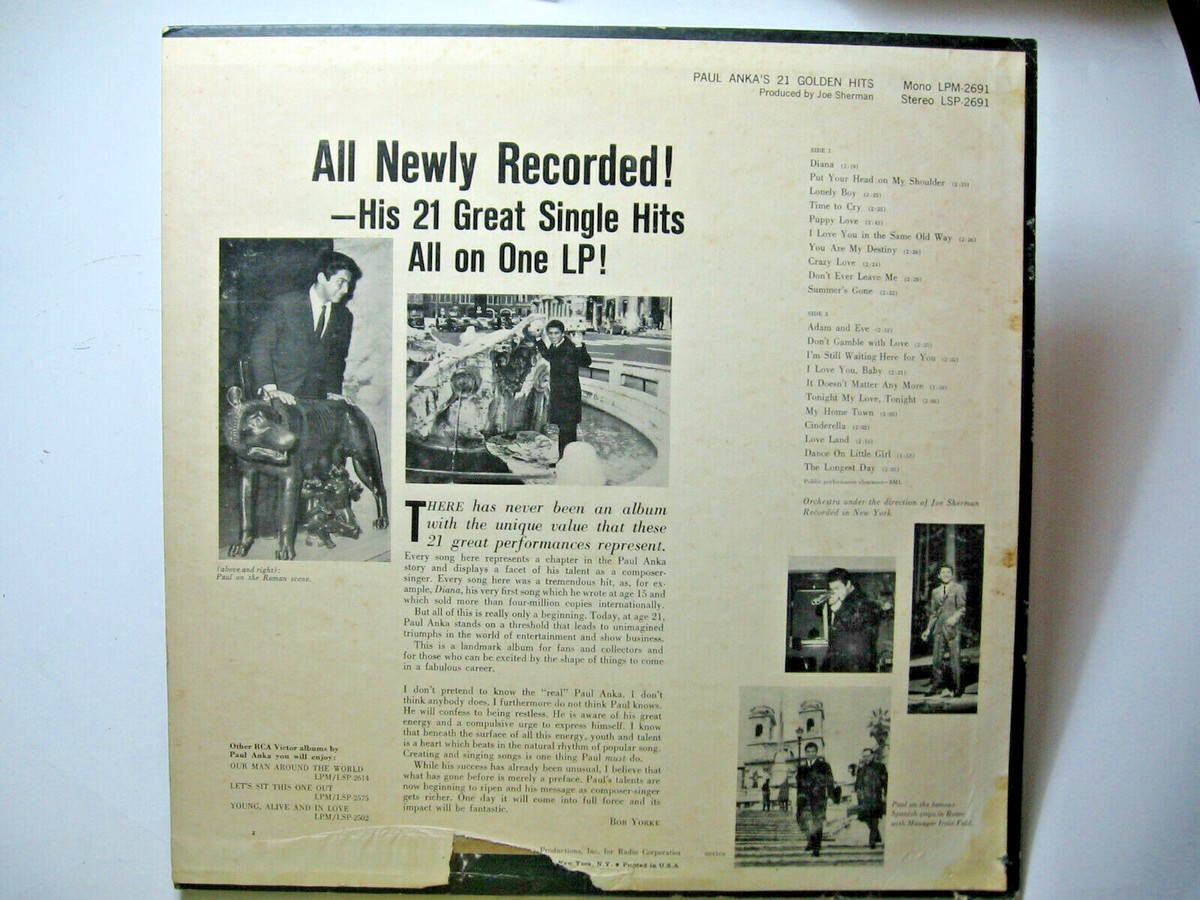 PAUL ANKA'S 21 GOLDEN HITS
Produced by Joe Sherman
Mono LPM-2691
Stereo LSP-2691
All Newly Recorded!
—His 21 Great Single Hits
All on One LP!
(above and right):
Paul on the Roman scene.
THERE has never been an album
with the unique value that these
21 great performances represent.
Every song here represents a chapter in the Paul Anka
story and displays a facet of his talent as a composer-
singer. Every song here was a tremendous hit, as, for ex-
ample, Diana, his very first song which he wrote at age 15 and
which sold more than four-million copies internationally.
But all of this is really only a beginning. Today, at age 21,
Paul Anka stands on a threshold that leads to unimagined
triumphs in the world of entertainment and show business.
This is a landmark album for fans and collectors and
for those who can be excited by the shape of things to come
in a fabulous career.
I don't pretend to know the "real" Paul Anka. I don't
think anybody does. I furthermore do not think Paul knows.
He will confess to being restless. He is aware of his great
energy and a compulsive urge to express himself. I know
that beneath the surface of all this energy, youth and talent
is a heart which beats in the natural rhythm of popular song.
Creating and singing songs is one thing Paul must do.
While his success has already been unusual, I believe that
what has gone before is merely a preface. Paul's talents are
now beginning to ripen and his message as composer-singer
gets richer. One day it will come into full force and its
impact will be fantastic.
BOB YORKE
Other RCA Victor albums by
Paul Anka you will enjoy:
OUR MAN AROUND THE WORLD
LPM/LSP-2614
LET'S SIT THIS ONE OUT
LPM/LSP-2575
YOUNG, ALIVE AND IN LOVE
LPM/LSP-2502
2
Productions, Inc. for Radio Corporation
New York, N.Y. • Printed in U.S.A
SIDE 1
Diana
Put Your Head on My Shoulder
Lonely Boy
Time to Cry
Puppy Love
I Love You in the Same Old Way
You Are My Destiny
Crazy Love
Don't Ever Leave Me
Summer's Gone
SIDE 2
Adam and Eve
Don't Gamble with Love
I'm Still Waiting Here for You
I Love You, Baby
It Doesn't Matter Any More
Tonight My Love, Tonight
My Home Town
Cinderella
Love Land
Dance On Little Girl
The Longest Day
Public performance clearance—BMI
Orchestra under the direction of Joe Sherman
Recorded in New York
Paul on the famous
Spanish steps in Rome
with Manager Irvin Feld.
series